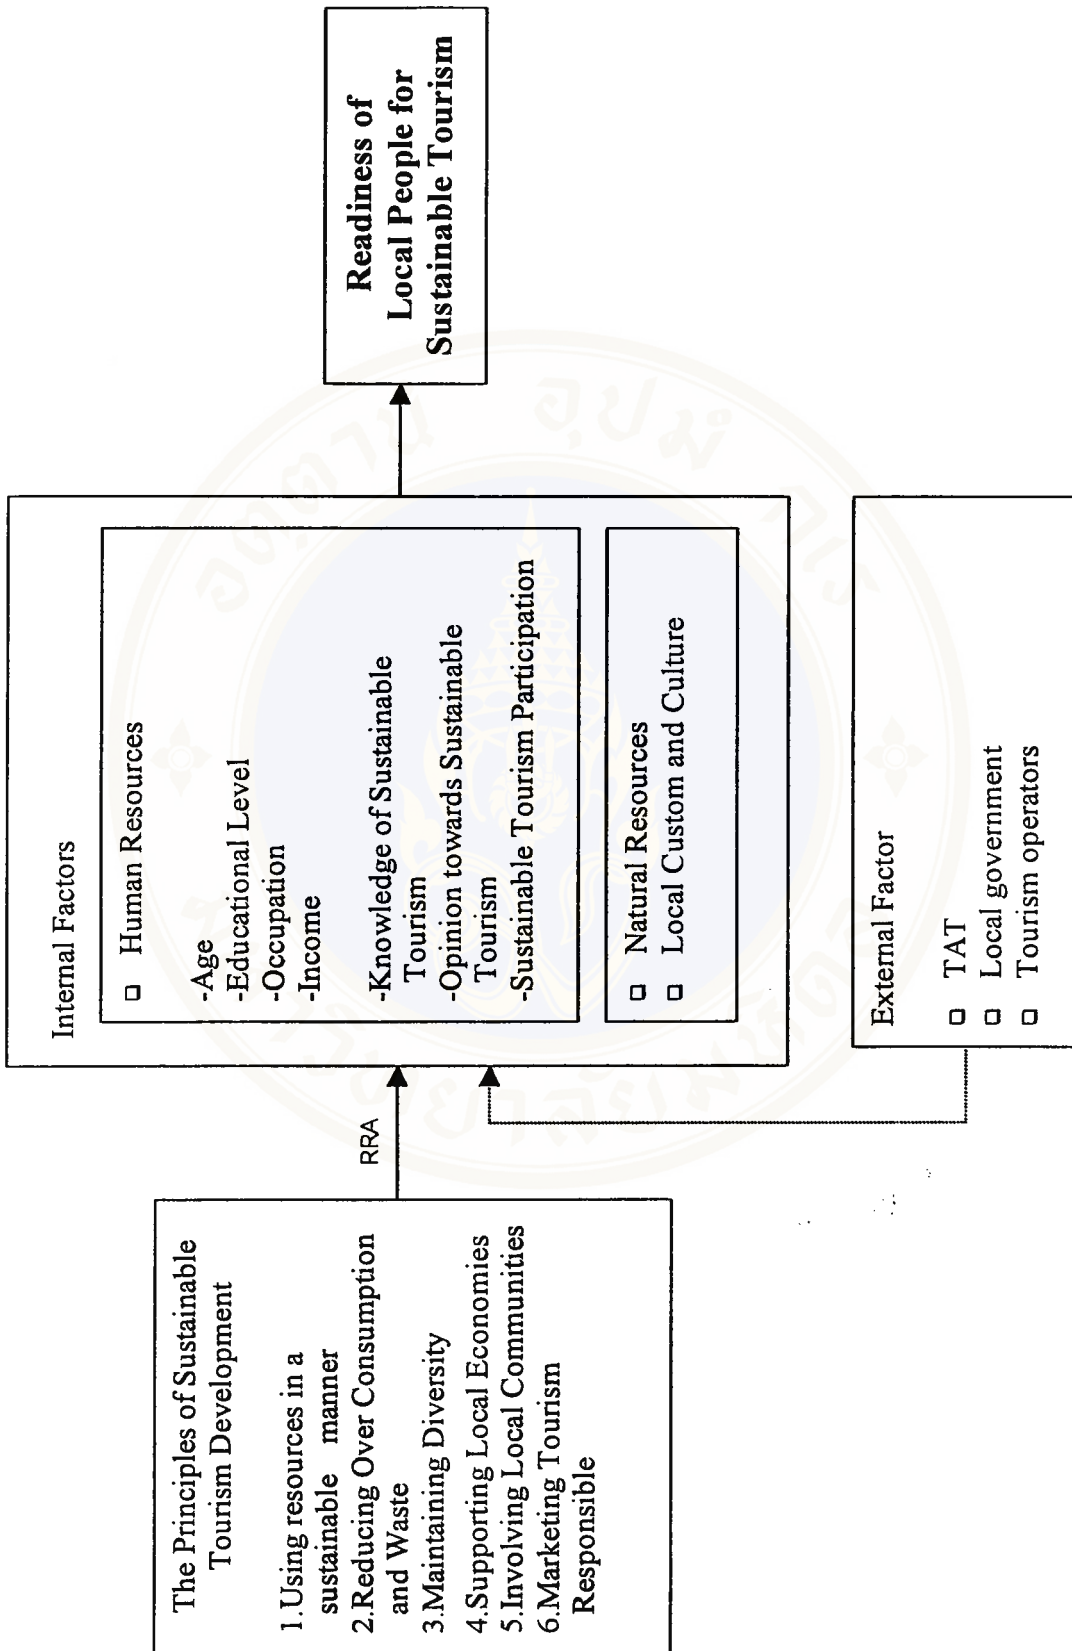 The Principles of Sustainable
Tourism Development
1.Using resources in a
sustainable manner
2.Reducing Over Consumption
and Waste
3.Maintaining Diversity
4.Supporting Local Economies
5.Involving Local Communities
6.Marketing Tourism
Responsible
RRA
Internal Factors
Human Resources
-Age
-Educational Level
-Occupation
-Income
-Knowledge of Sustainable
Tourism
-Opinion towards Sustainable
Tourism
-Sustainable Tourism Participation
Natural Resources
Local Custom and Culture
External Factor
TAT
Local government
Tourism operators
Readiness of
Local People for
Sustainable Tourism